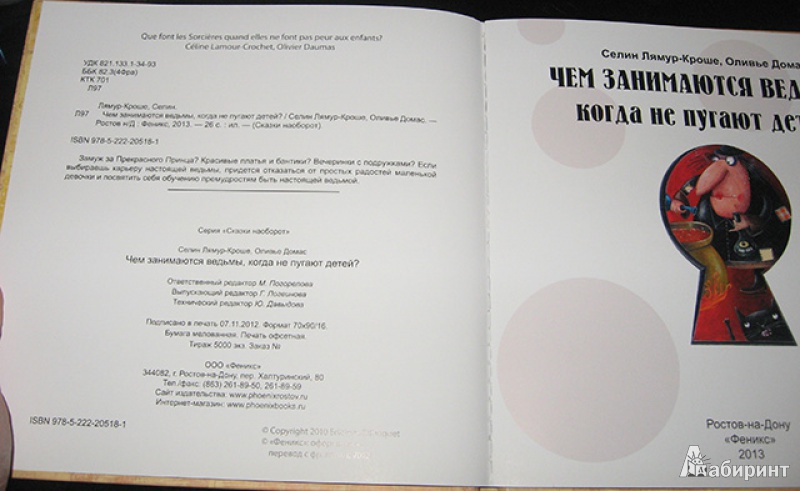 Que font les Sorcières quand elles ne font pas peur aux enfants?
Céline Lamour-Crochet, Olivier Daumas
УДК 821.133.1-34-93
ББК 82.3(4Фра)
КТК 701
Л97
Лямур-Кроше, Селин.
Л97 Чем занимаются ведьмы, когда не пугают детей? / Селин Лямур-Кроше, Оливье Домас. —
Ростов н/Д : Феникс, 2013. — 26 с. : ил. — (Сказки наоборот).
ISBN 978-5-222-20518-1
Замуж за Прекрасного Принца? Красивые платья и бантики? Вечеринки с подружками? Если
выбираешь карьеру настоящей ведьмы, придется отказаться от простых радостей маленькой
девочки и посвятить себя обучению премудростям быть настоящей ведьмой.
Серия «Сказки наоборот»
Селин Лямур-Кроше, Оливье Домас
Чем занимаются ведьмы, когда не пугают детей?
Ответственный редактор М. Погорелова
Выпускающий редактор Г. Логвинова
Технический редактор Ю. Давыдова
Подписано в печать 07.11.2012. Формат 70х90/16.
Бумага мелованная. Печать офсетная.
Тираж 5000 экз. Заказ №
ООО «Феникс»
344082, г. Ростов-на-Дону, пер. Халтуринский, 80
Тел./факс: (863) 261-89-50, 261-89-59
Сайт издательства: www.phoenixrostov.ru
Интернет-магазин: www.phoenixbooks.ru
ISBN 978-5-222-20518-1
© Copyright 2010
© «Феникс»
перевод с
Селин Лямур-Кроше, Оливье Домас
ЧЕМ ЗАНИМАЮТСЯ ВЕД
КОГДА НЕ ПУГАЮТ ДЕТ
Ростов-на-Дону
«Феникс»
2013
Лабиринт